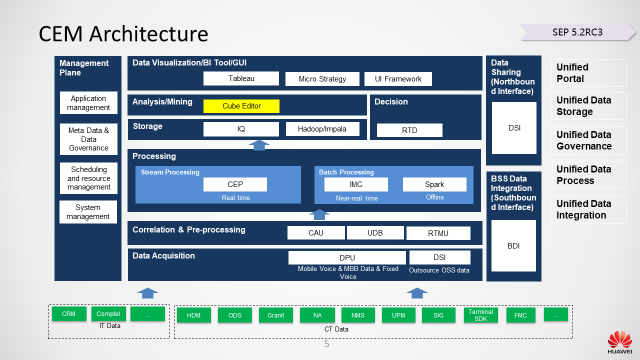 CEM Architecture
SEP 5.2RC3
Management
Plane
Application
management
Meta Data &
Data
Governance
Scheduling
and resource
management
System
management
Data Visualization/BI Tool/GUI
Tableau
Micro Strategy
UI Framework
Analysis/Mining
Cube Editor
Decision
Storage
IQ
Hadoop/Impala
RTD
Processing
Stream Processing
CEP
Real time
Batch Processing
IMC
Near-real time
Spark
Offline
Correlation & Pre-processing
CAU
UDB
RTMU
Data Acquisition
DPU
Mobile Voice & MBB Data & Fixed
Voice
DSI
Outsource OSS data
Data
Sharing
(Northboun
d Interface)
DSI
BSS Data
Integration
(Southboun
d Interface)
BDI
Unified
Portal
Unified Data
Storage
Unified Data
Governance
Unified Data
Process
Unified Data
Integration
CRM
Comptel
...
IT Data
HDM
ODS
Granit
NA
NMS
UPM
SIG
Terminal
SDK
FMC
...
CT Data
5
HUAWEI